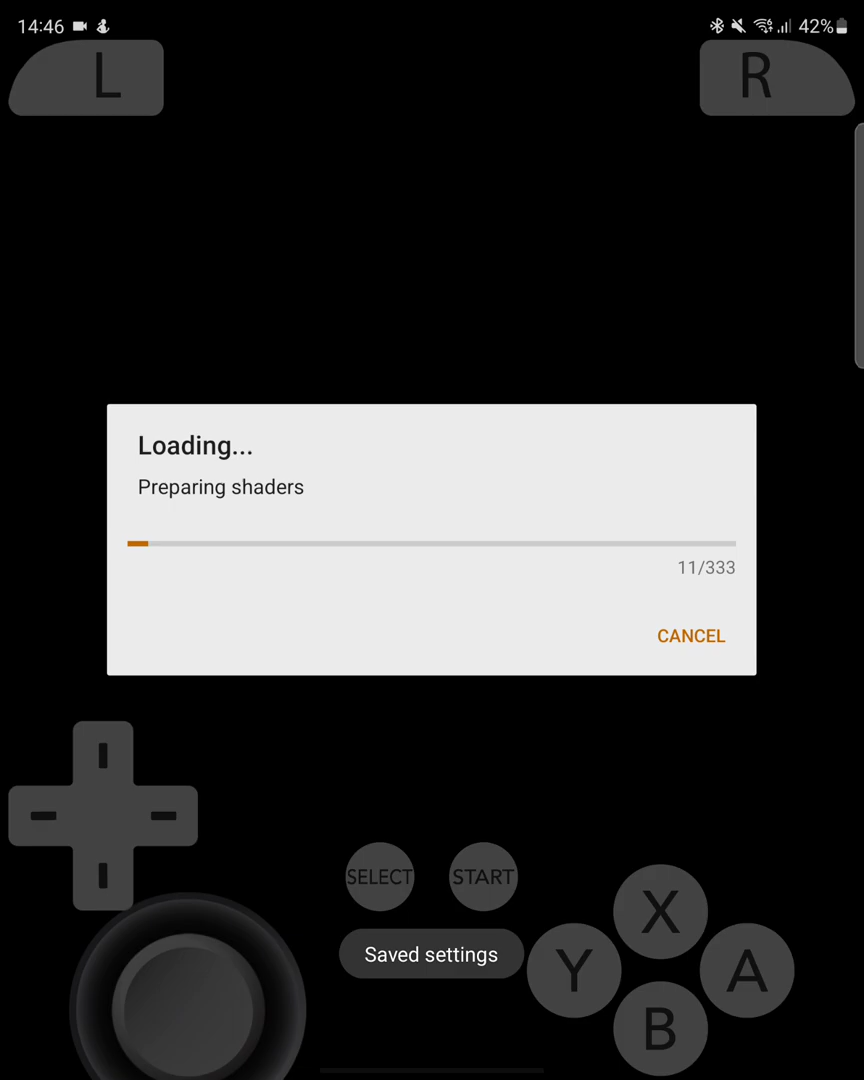 14:46
42%
L
R
Loading...
Preparing shaders
11/333
CANCEL
SELECT
START
X
Saved settings
Y
A
B